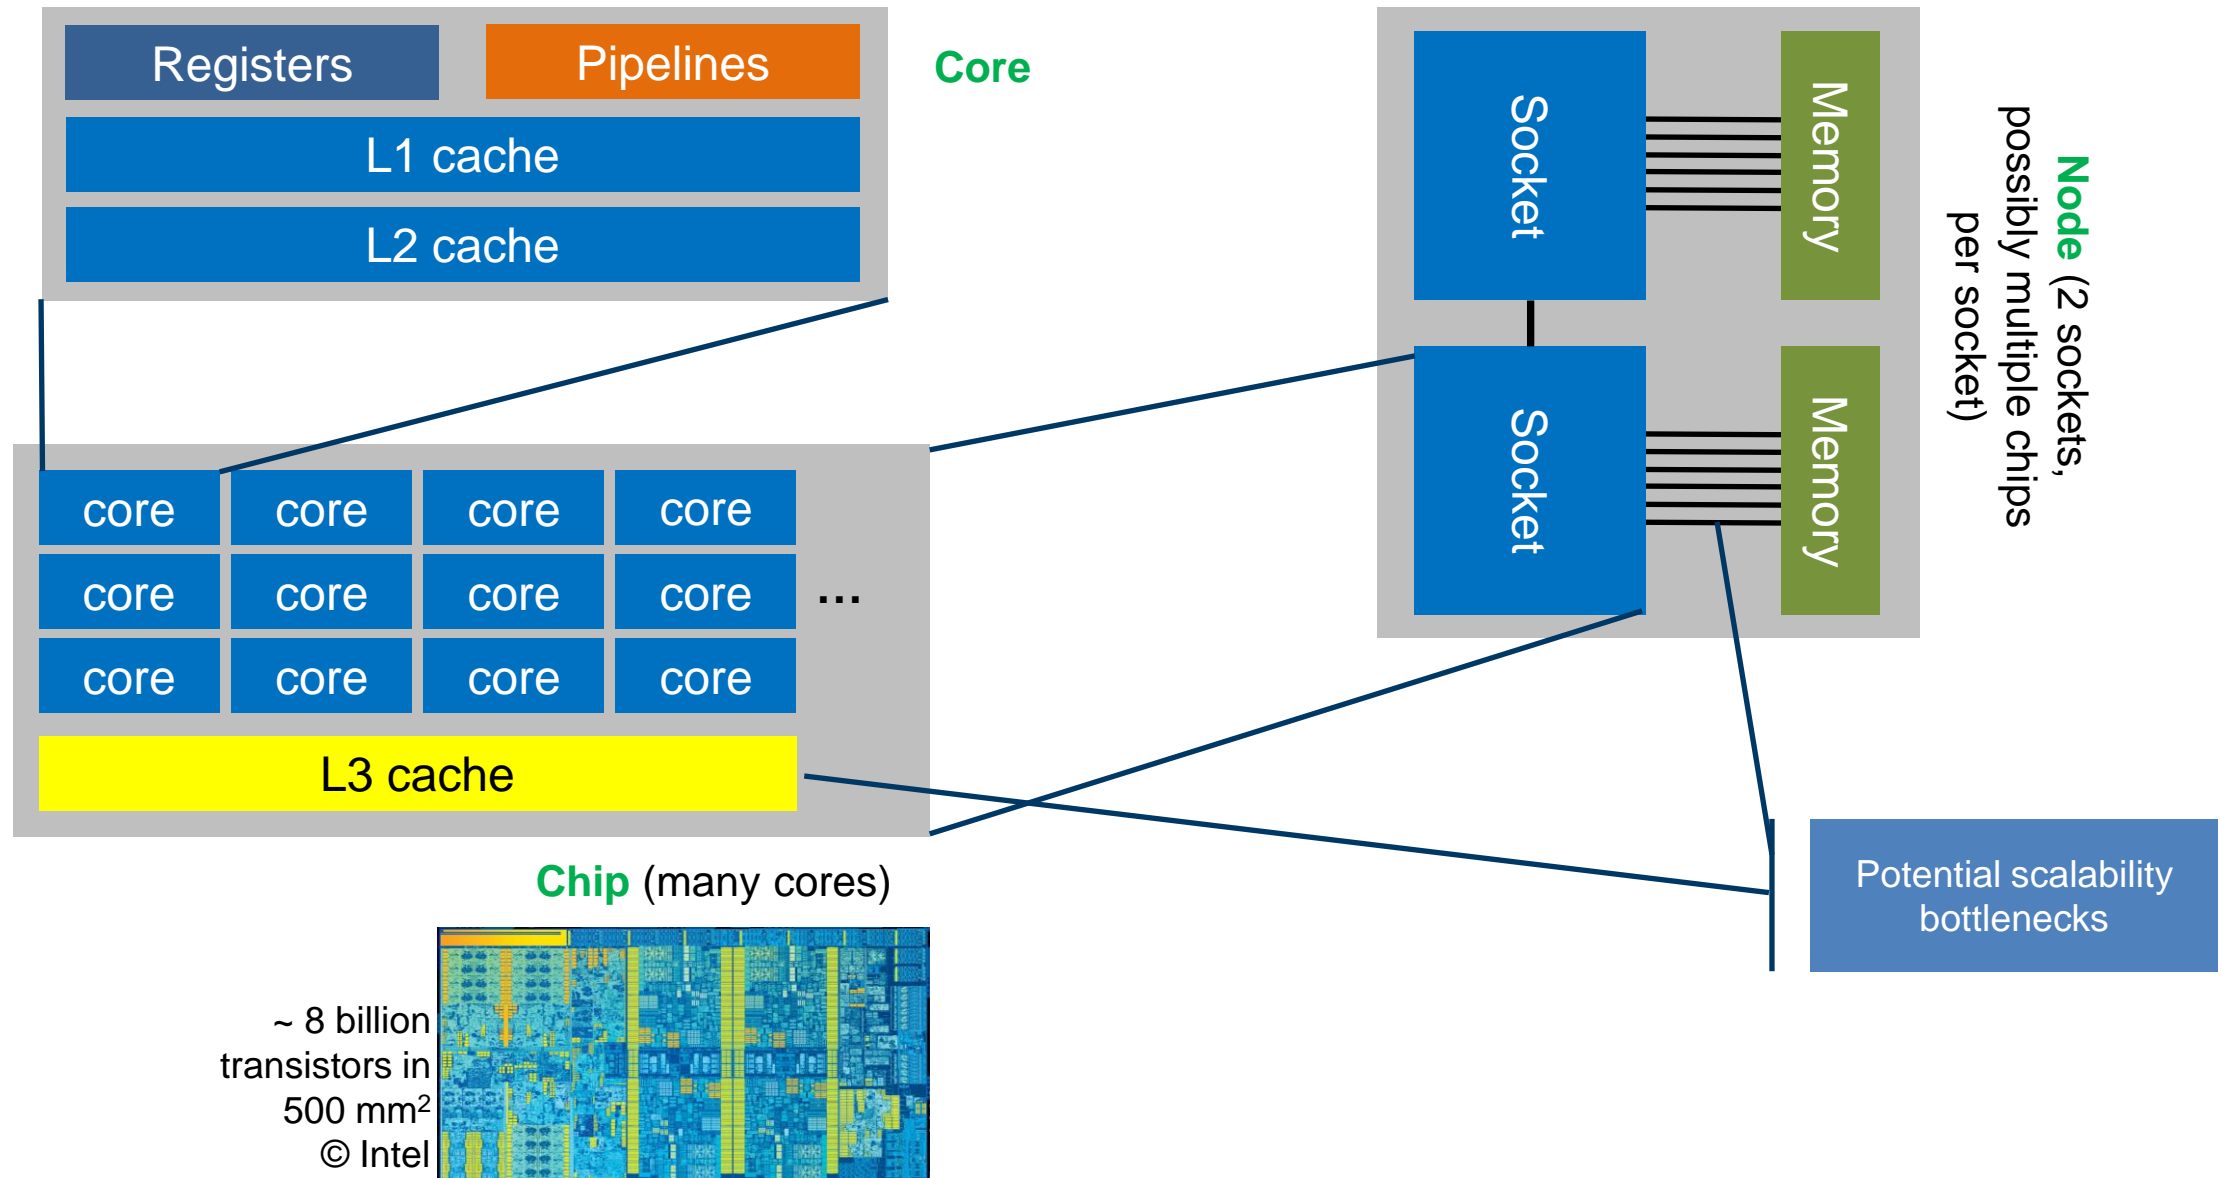 Registers
Pipelines
Core
L1 cache
L2 cache
core core core core
core core core core …
core core core core
L3 cache
Chip (many cores)
~ 8 billion
transistors in
500 mm²
© Intel
Socket
Memory
Socket
Memory
Node (2 sockets,
possibly multiple chips
per socket)
Potential scalability
bottlenecks